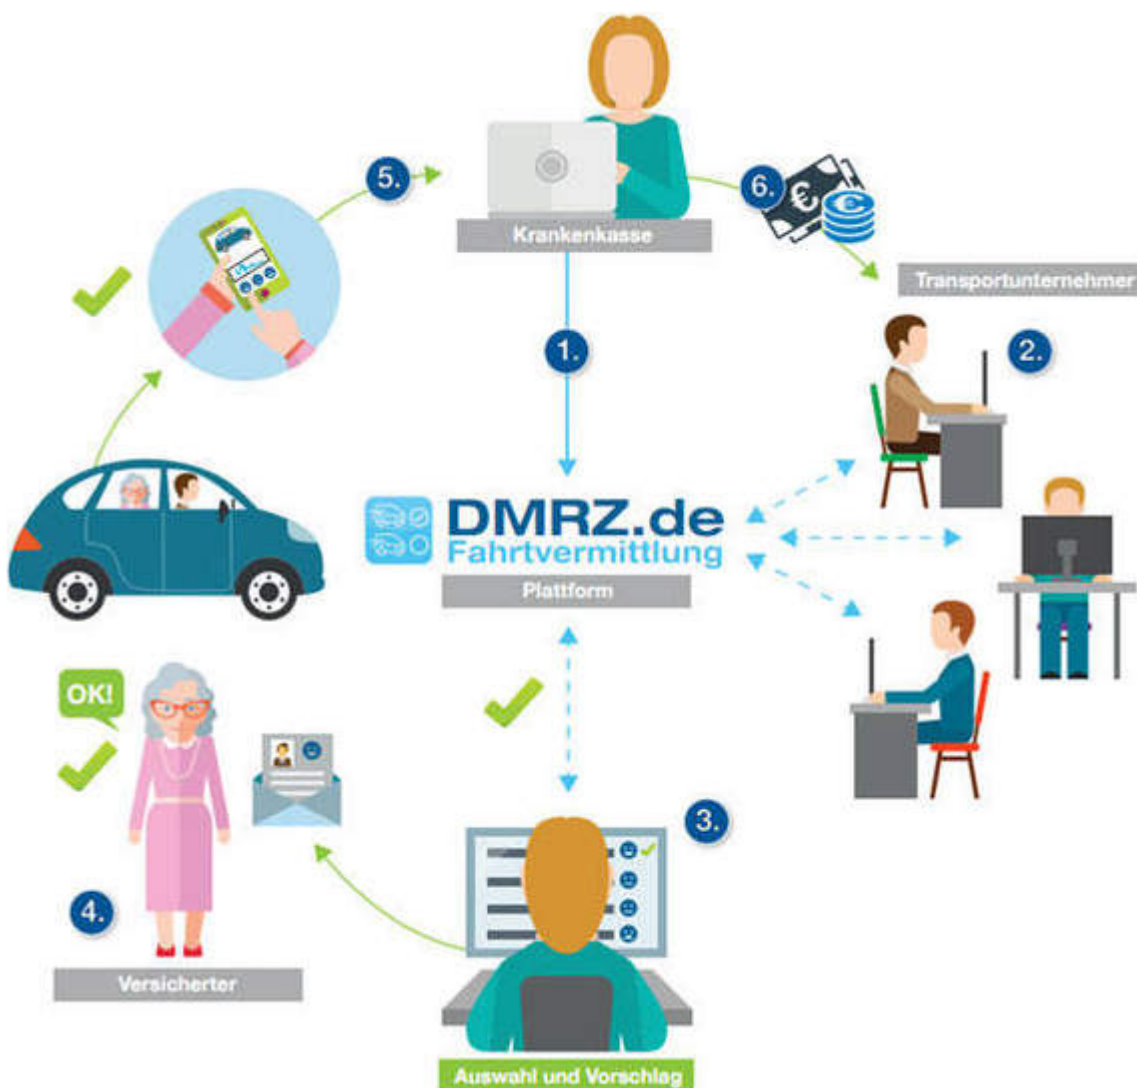 5.
6.
Krankenkasse
Transportunternehmer
1.
2.
DMRZ.de
Fahrtvermittlung
Plattform
OK!
3.
4.
Versicherter
Auswahl und Vorschlag